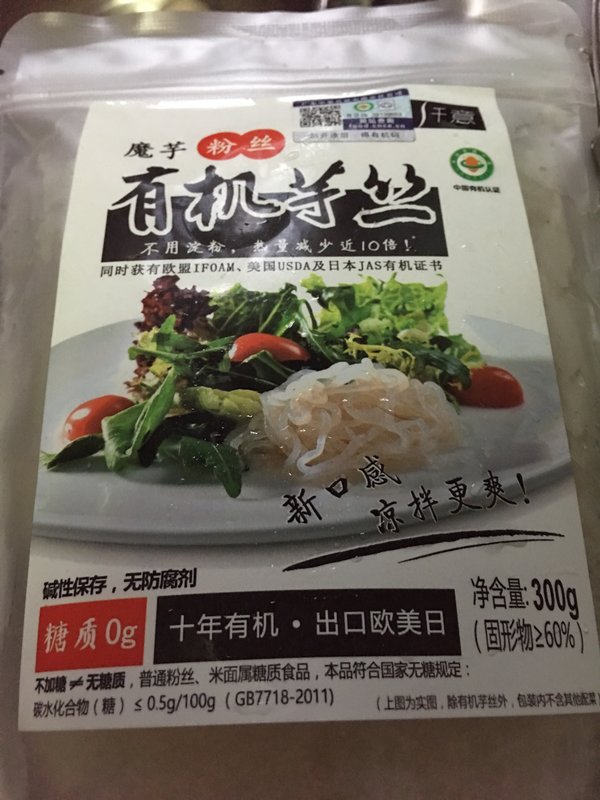 千意
魔芋 粉丝
有机芋丝
中国有机认证
不用淀粉，热量减少近10倍！
同时获有欧盟IFOAM、美国USDA及日本JAS有机证书
新口感
凉拌更爽！
碱性保存，无防腐剂
糖质0g
十年有机·出口欧美日
净含量:300g
（固形物≥60%）
不加糖≠无糖质，普通粉丝、米面属糖质食品，本品符合国家无糖规定：
碳水化合物（糖）≤0.5g/100g（GB7718-2011）
（上图为实图，除有机芋丝外，包装内不含其他配菜